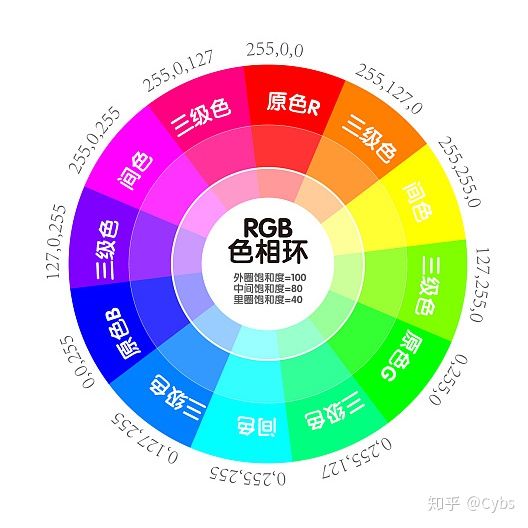 255,0,0
255,127,0
255,255,0
127,255,0
0,255,0
0,255,127
0,255,255
0,127,255
0,0,255
127,0,255
255,0,255
255,0,127
原色R
三级色
间色
三级色
原色G
三级色
间色
三级色
原色B
三级色
间色
三级色
RGB
色相环
外圈饱和度=100
中间饱和度=80
里圈饱和度=40
知乎 @Cybs